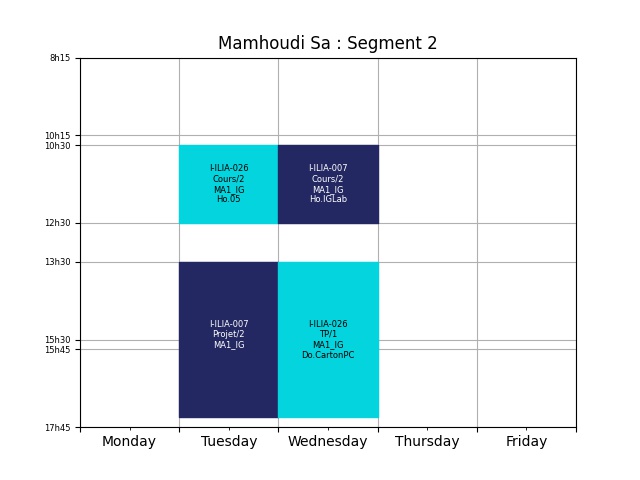 Mamhoudi Sa : Segment 2
8h15
10h15
10h30
I-ILIA-026
Cours/2
MA1_IG
Ho.05
I-ILIA-007
Cours/2
MA1_IG
Ho.IGLab
12h30
13h30
I-ILIA-007
Projet/2
MA1_IG
I-ILIA-026
TP/1
MA1_IG
Do.CartonPC
15h30
15h45
17h45
Monday
Tuesday
Wednesday
Thursday
Friday